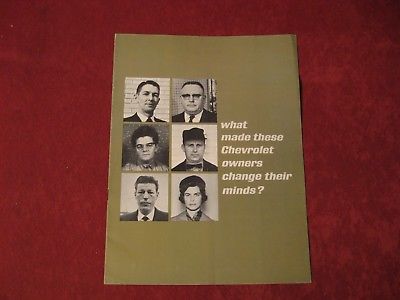 what
made these
Chevrolet
owners
change their
minds?